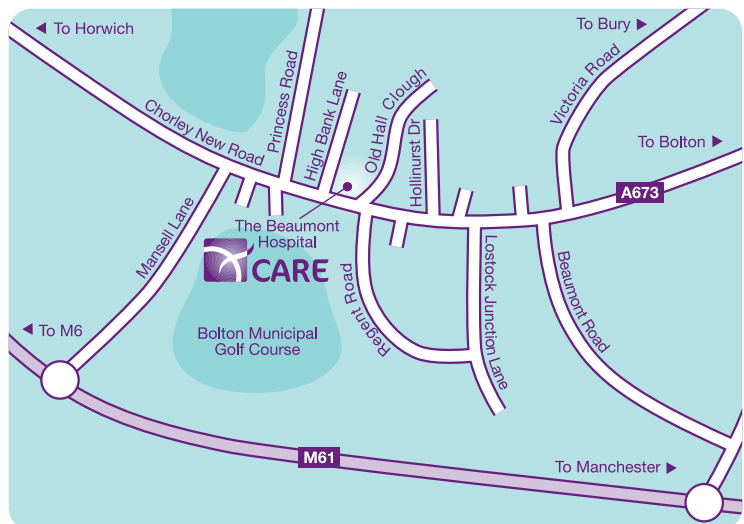 ◄ To Horwich
To Bury ►
Chorley New Road
Princess Road
High Bank Lane
Old Hall Clough
Hollinurst Dr
Victoria Road
To Bolton ►
A673
Mansell Lane
The Beaumont
Hospital
CARE
Regent Road
Lostock Junction Lane
Beaumont Road
◄ To M6
Bolton Municipal
Golf Course
M61
To Manchester ►